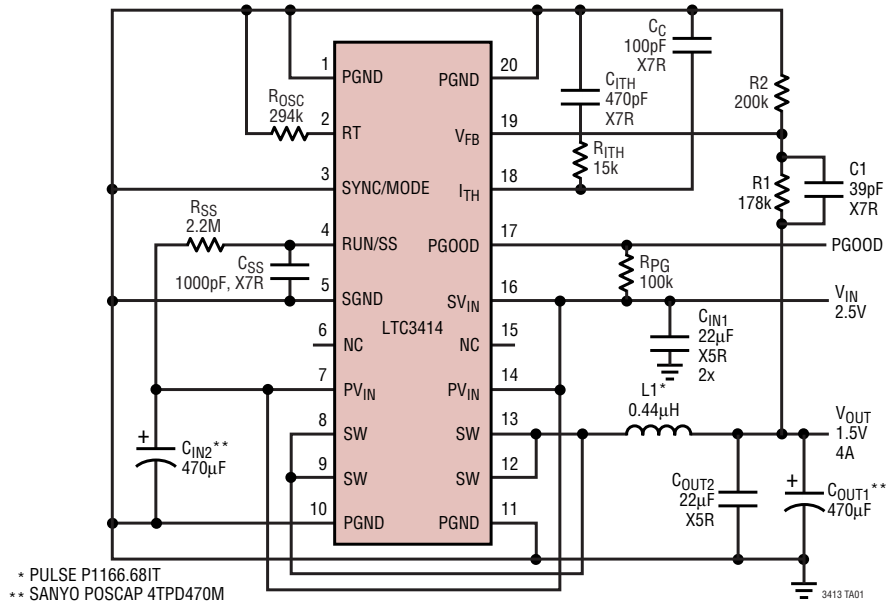 1
PGND
20
PGND
R_OSC
294k
2
RT
C_C
100pF
X7R
C_ITH
470pF
X7R
R2
200k
19
V_FB
R_ITH
15k
3
SYNC/MODE
18
I_TH
R1
178k
C1
39pF
X7R
R_SS
2.2M
4
RUN/SS
17
PGOOD
PGOOD
C_SS
1000pF, X7R
R_PG
100k
5
SGND
16
SV_IN
V_IN
2.5V
LTC3414
6
NC
15
NC
C_IN1
22µF
X5R
2x
7
PV_IN
14
PV_IN
L1*
0.44µH
8
SW
13
SW
V_OUT
1.5V
4A
+
C_IN2**
470µF
9
SW
12
SW
C_OUT2
22µF
X5R
+
C_OUT1**
470µF
10
PGND
11
PGND
* PULSE P1166.68IT
** SANYO POSCAP 4TPD470M
3413 TA01